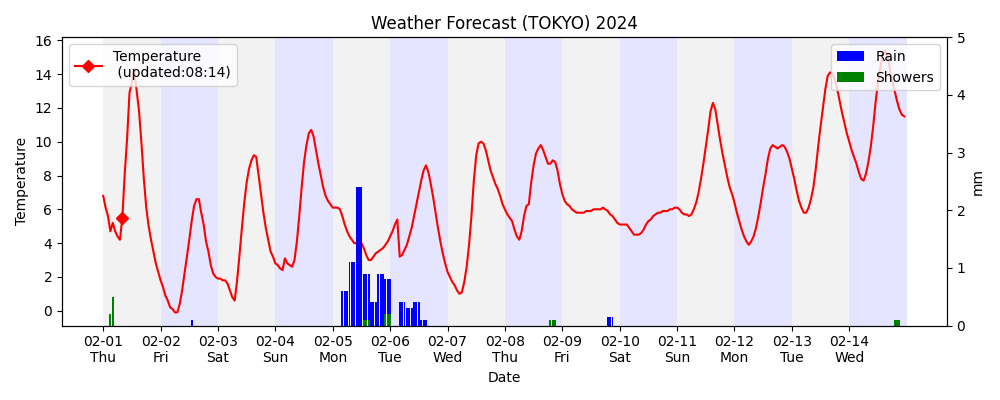 Weather Forecast (TOKYO) 2024
Temperature
(updated:08:14)
Rain
Showers
Temperature
16
14
12
10
8
6
4
2
0
5
4
3
2
1
0
mm
02-01 02-02 02-03 02-04 02-05 02-06 02-07 02-08 02-09 02-10 02-11 02-12 02-13 02-14
Thu Fri Sat Sun Mon Tue Wed Thu Fri Sat Sun Mon Tue Wed
Date